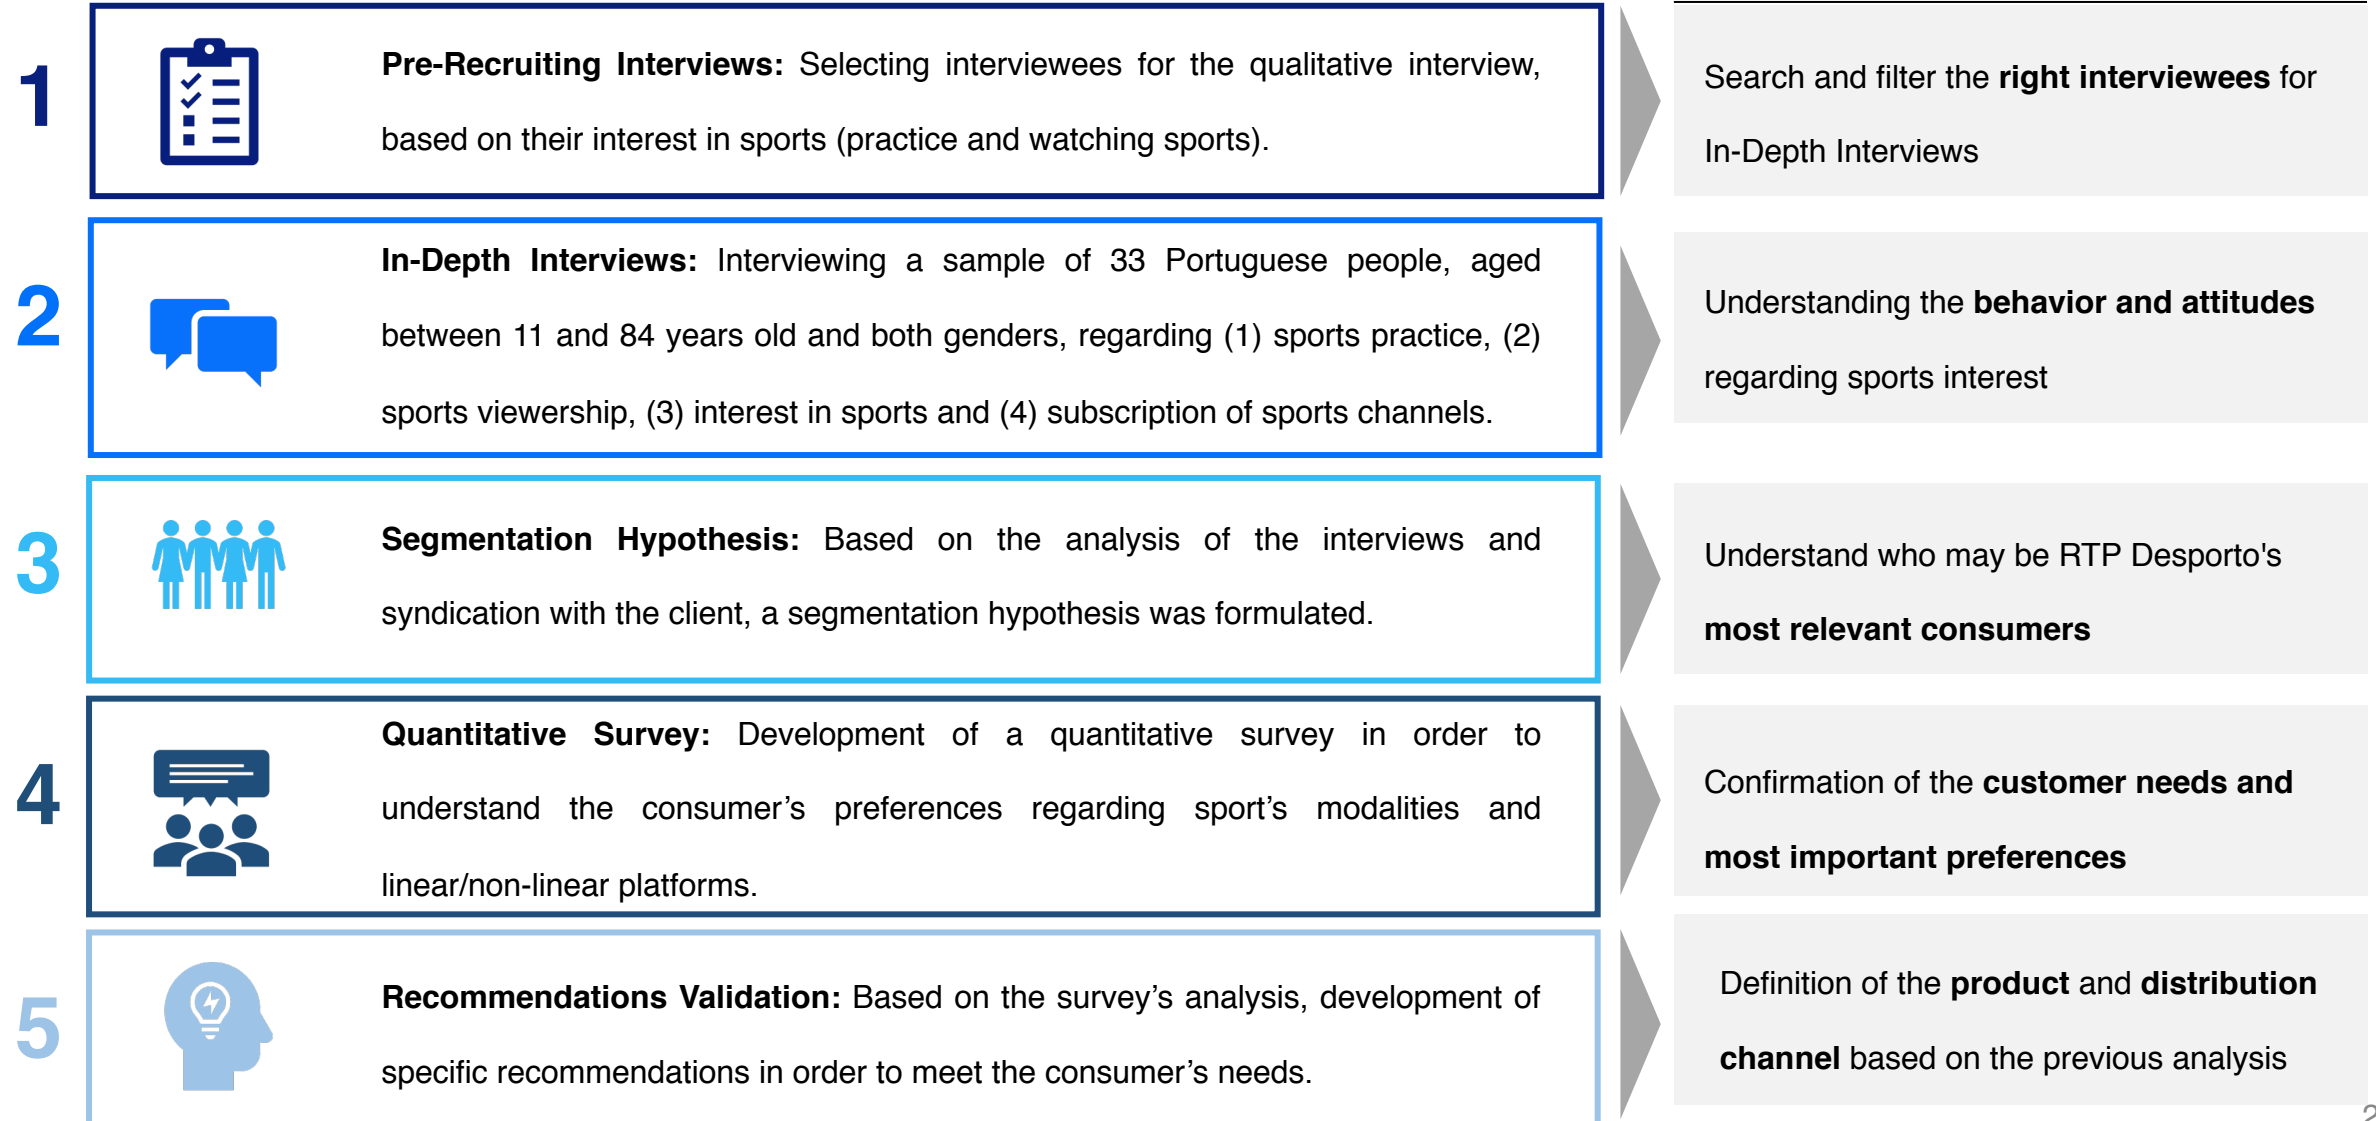 1
Pre-Recruiting Interviews: Selecting interviewees for the qualitative interview,
based on their interest in sports (practice and watching sports).
Search and filter the right interviewees for
In-Depth Interviews
2
In-Depth Interviews: Interviewing a sample of 33 Portuguese people, aged
between 11 and 84 years old and both genders, regarding (1) sports practice, (2)
sports viewership, (3) interest in sports and (4) subscription of sports channels.
Understanding the behavior and attitudes
regarding sports interest
3
Segmentation Hypothesis: Based on the analysis of the interviews and
syndication with the client, a segmentation hypothesis was formulated.
Understand who may be RTP Desporto's
most relevant consumers
4
Quantitative Survey: Development of a quantitative survey in order to
understand the consumer’s preferences regarding sport’s modalities and
linear/non-linear platforms.
Confirmation of the customer needs and
most important preferences
5
Recommendations Validation: Based on the survey’s analysis, development of
specific recommendations in order to meet the consumer’s needs.
Definition of the product and distribution
channel based on the previous analysis